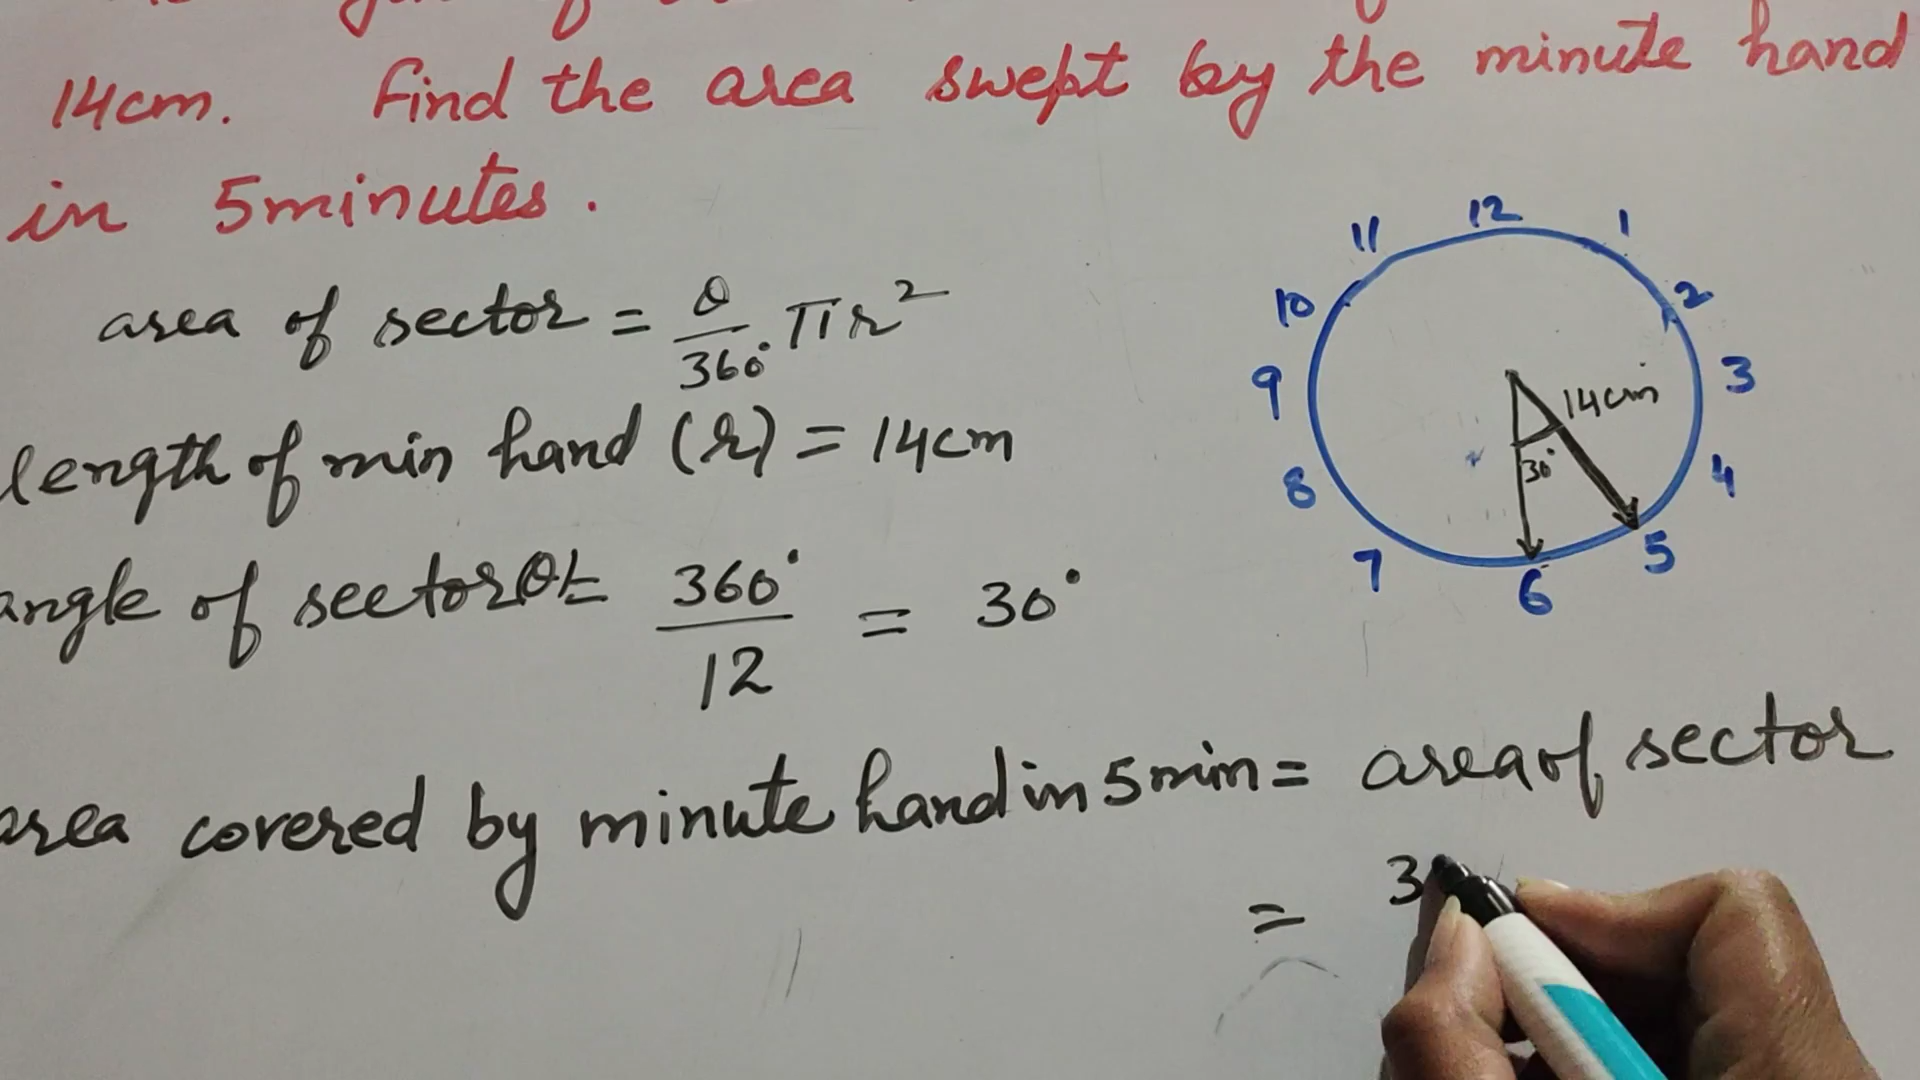 14cm. Find the area swept by the minute hand
in 5minutes.
area of sector = θ/360° πr²
length of min hand (r) = 14cm
angle of sector θ = 360°/12 = 30°
area covered by minute hand in 5min = area of sector
= 3
12
11
1
10
2
9
3
14cm
30°
8
4
7
5
6